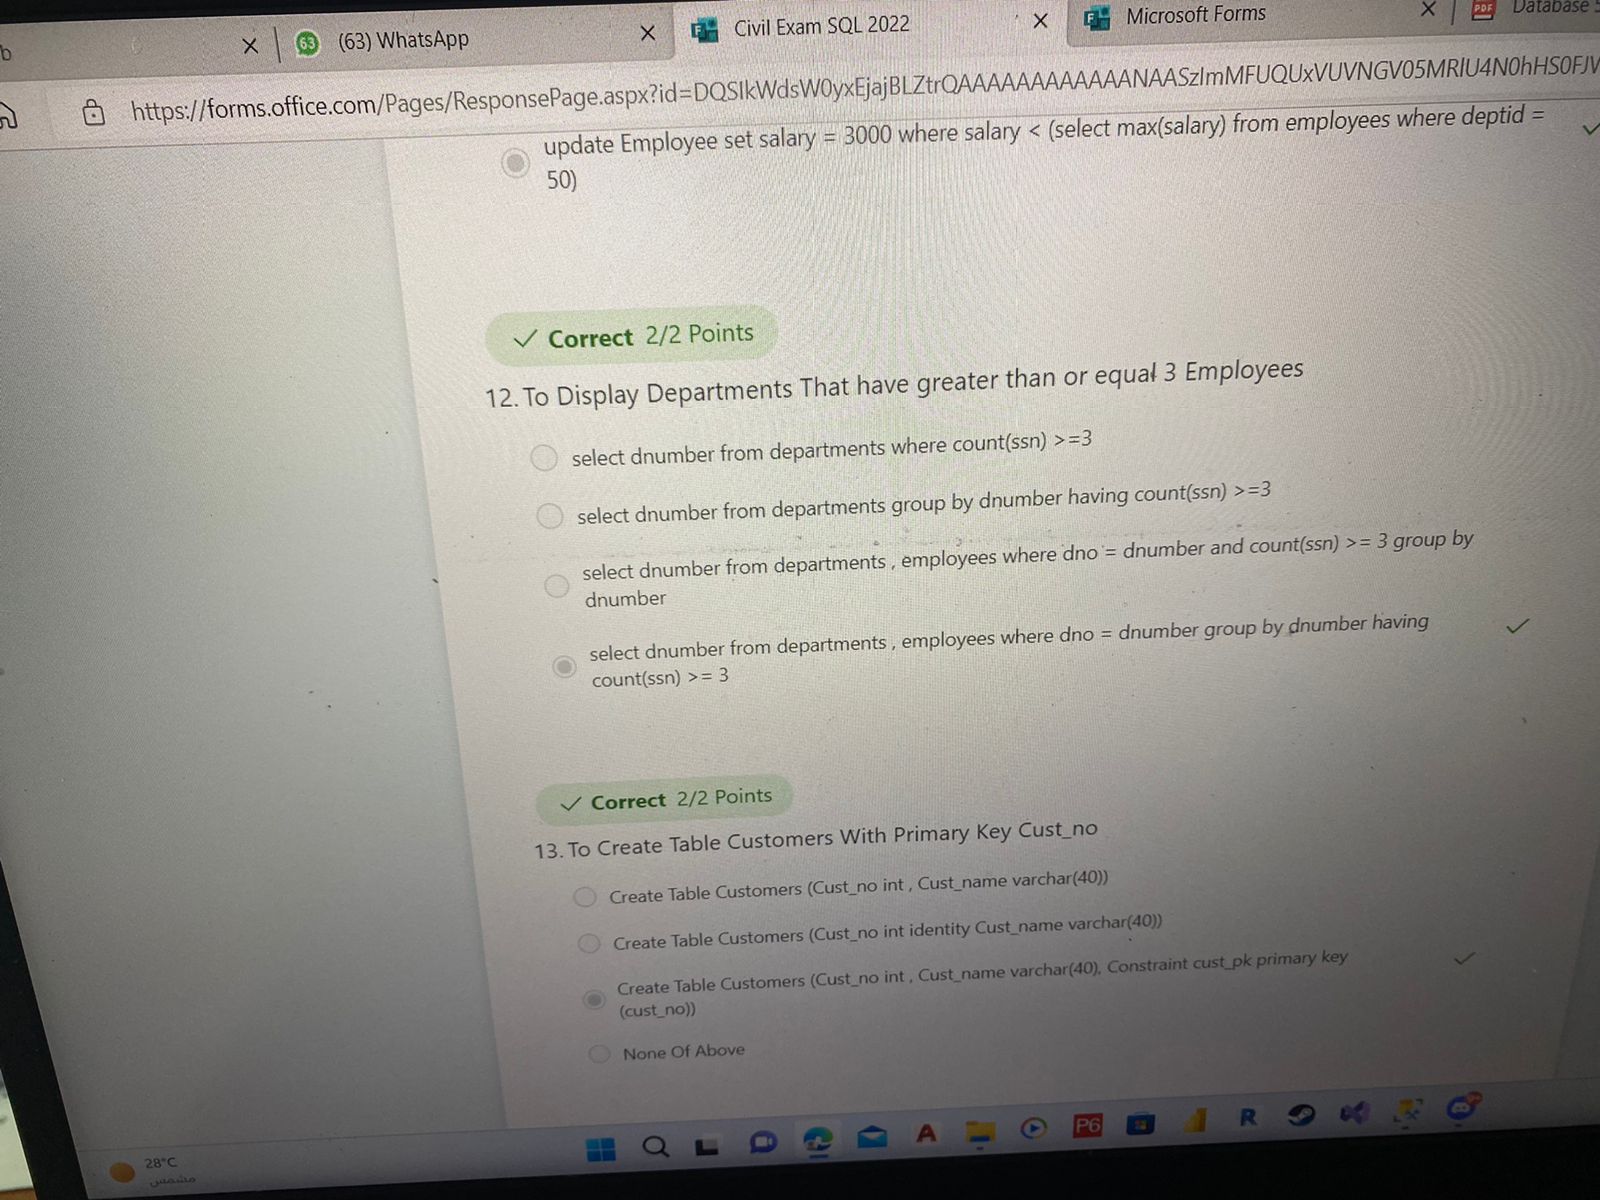 b
63
(63) WhatsApp
Civil Exam SQL 2022
Microsoft Forms
PDF
Database
https://forms.office.com/Pages/ResponsePage.aspx?id=
update Employee set salary = 3000 where salary < (select max(salary) from employees where deptid =
50)
Correct 2/2 Points
12. To Display Departments That have greater than or equal 3 Employees
select dnumber from departments where count(ssn) >=3
select dnumber from departments group by dnumber having count(ssn) >=3
select dnumber from departments , employees where dno = dnumber and count(ssn) >= 3 group by
dnumber
select dnumber from departments , employees where dno = dnumber group by dnumber having
count(ssn) >= 3
Correct 2/2 Points
13. To Create Table Customers With Primary Key Cust_no
Create Table Customers (Cust_no int , Cust_name varchar(40))
Create Table Customers (Cust_no int identity Cust_name varchar(40))
Create Table Customers (Cust_no int , Cust_name varchar(40), Constraint cust_pk primary key
(cust_no))
None Of Above
P6
R
28°C
مشمس